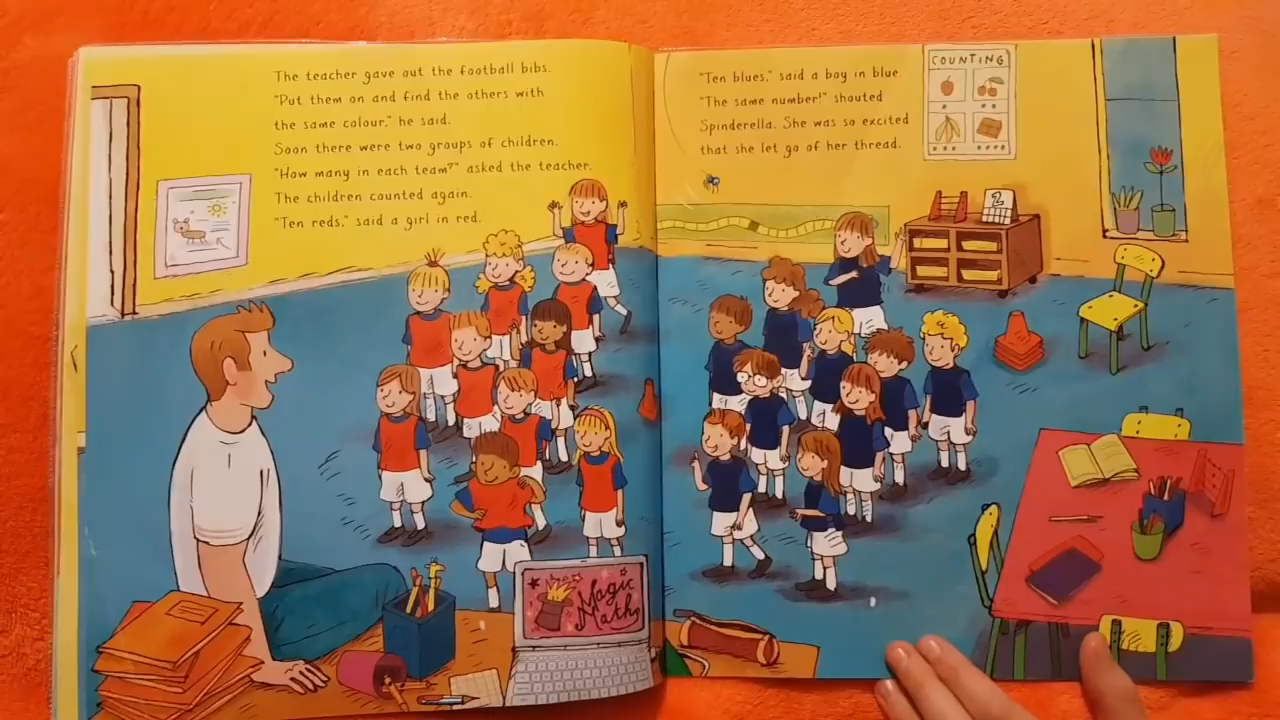 The teacher gave out the football bibs.
"Put them on and find the others with
the same colour," he said.
Soon there were two groups of children.
"How many in each team?" asked the teacher.
The children counted again.
"Ten reds," said a girl in red.
"Ten blues," said a boy in blue.
"The same number!" shouted
Spinderella. She was so excited
that she let go of her thread.
COUNTING
2
Magic
Maths